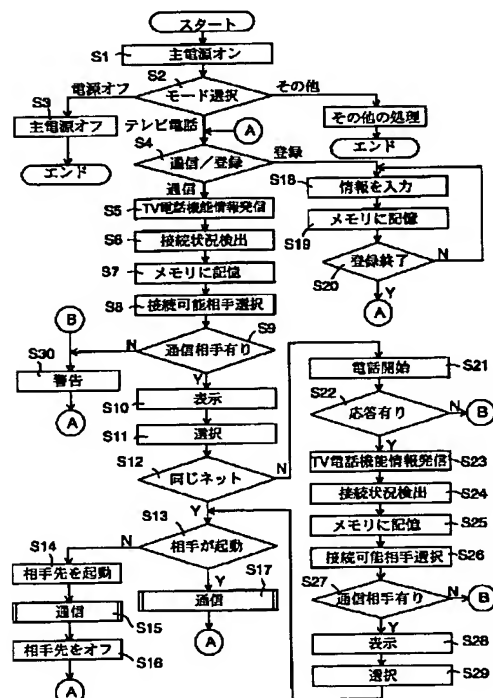 スタート
S1
主電源オン
S2
モード選択
電源オフ
その他
S3
主電源オフ
エンド
テレビ電話
A
その他の処理
エンド
S4
通信/登録
登録
通信
S5
TV電話機能情報発信
S6
接続状況検出
S7
メモリに記憶
S8
接続可能相手選択
S18
情報を入力
S19
メモリに記憶
S20
登録終了
N
Y
A
B
S9
通信相手有り
N
Y
S30
警告
A
S10
表示
S11
選択
S12
同じネット
N
Y
S13
相手が起動
N
Y
S14
相手先を起動
S15
通信
S16
相手先をオフ
A
S17
通信
A
電話開始
S21
S22
応答有り
N
B
Y
TV電話機能情報発信
S23
接続状況検出
S24
メモリに記憶
S25
接続可能相手選択
S26
S27
通信相手有り
N
B
Y
表示
S28
選択
S29